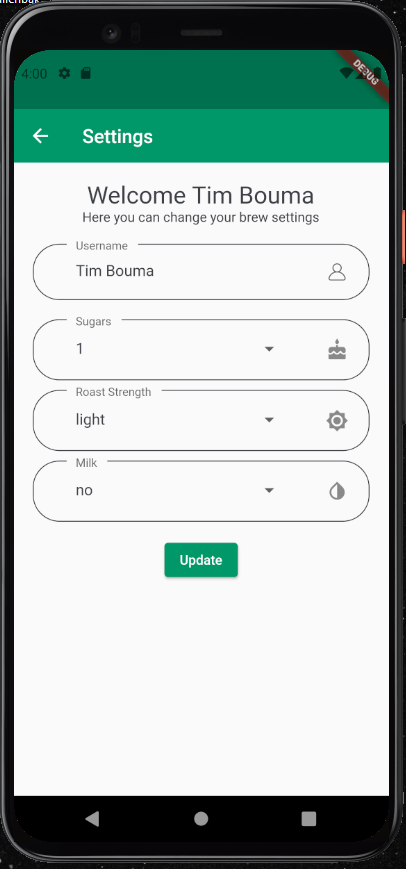 4:00
DEBUG
Settings
Welcome Tim Bouma
Here you can change your brew settings
Username
Tim Bouma
Sugars
1
Roast Strength
light
Milk
no
Update